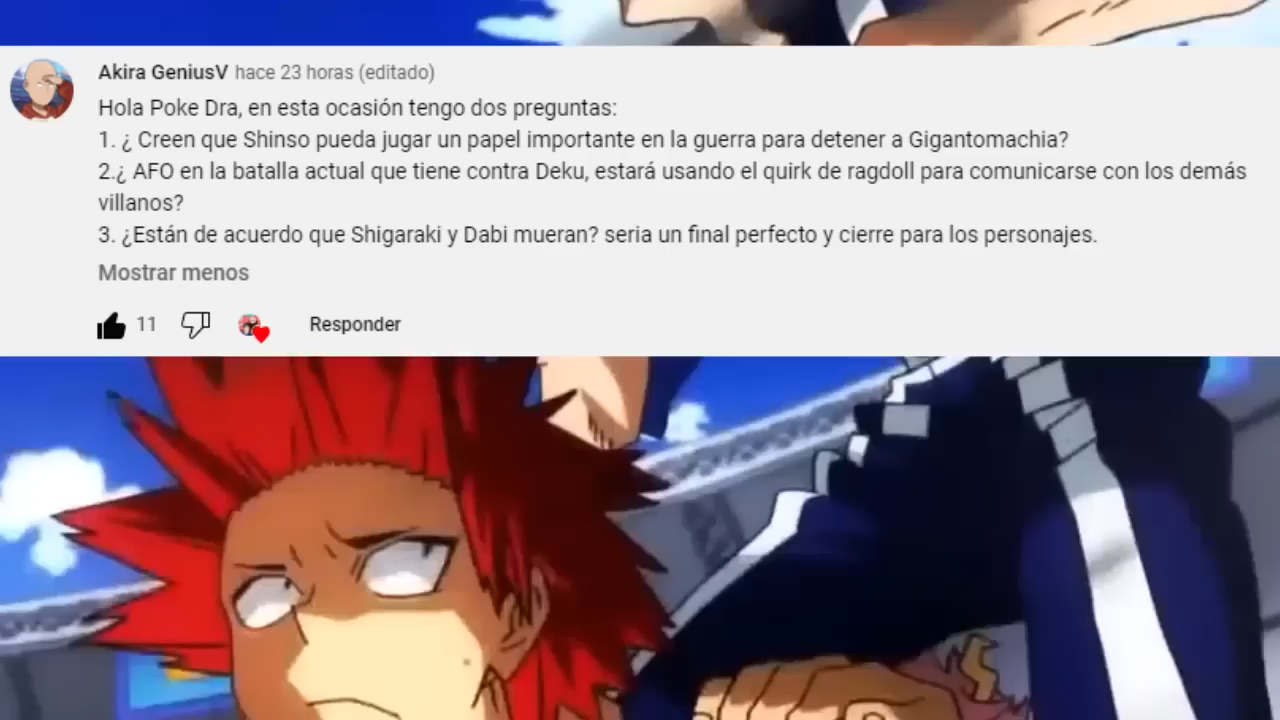 Akira GeniusV hace 23 horas (editado)
Hola Poke Dra, en esta ocasión tengo dos preguntas:
1. ¿ Creen que Shinso pueda jugar un papel importante en la guerra para detener a Gigantomachia?
2.¿ AFO en la batalla actual que tiene contra Deku, estará usando el quirk de ragdoll para comunicarse con los demás
villanos?
3. ¿Están de acuerdo que Shigaraki y Dabi mueran? seria un final perfecto y cierre para los personajes.
Mostrar menos
11 Responder